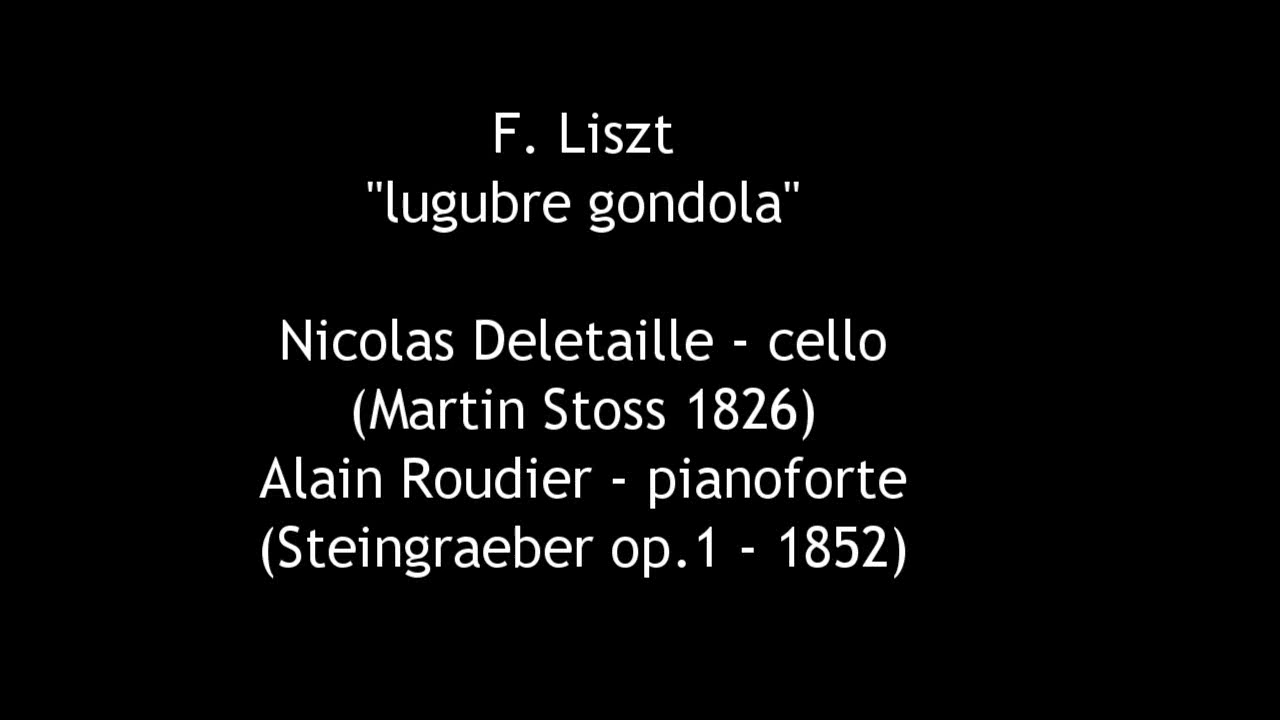 F. Liszt
"lugubre gondola"
Nicolas Deletaille - cello
(Martin Stoss 1826)
Alain Roudier - pianoforte
(Steingraeber op.1 - 1852)